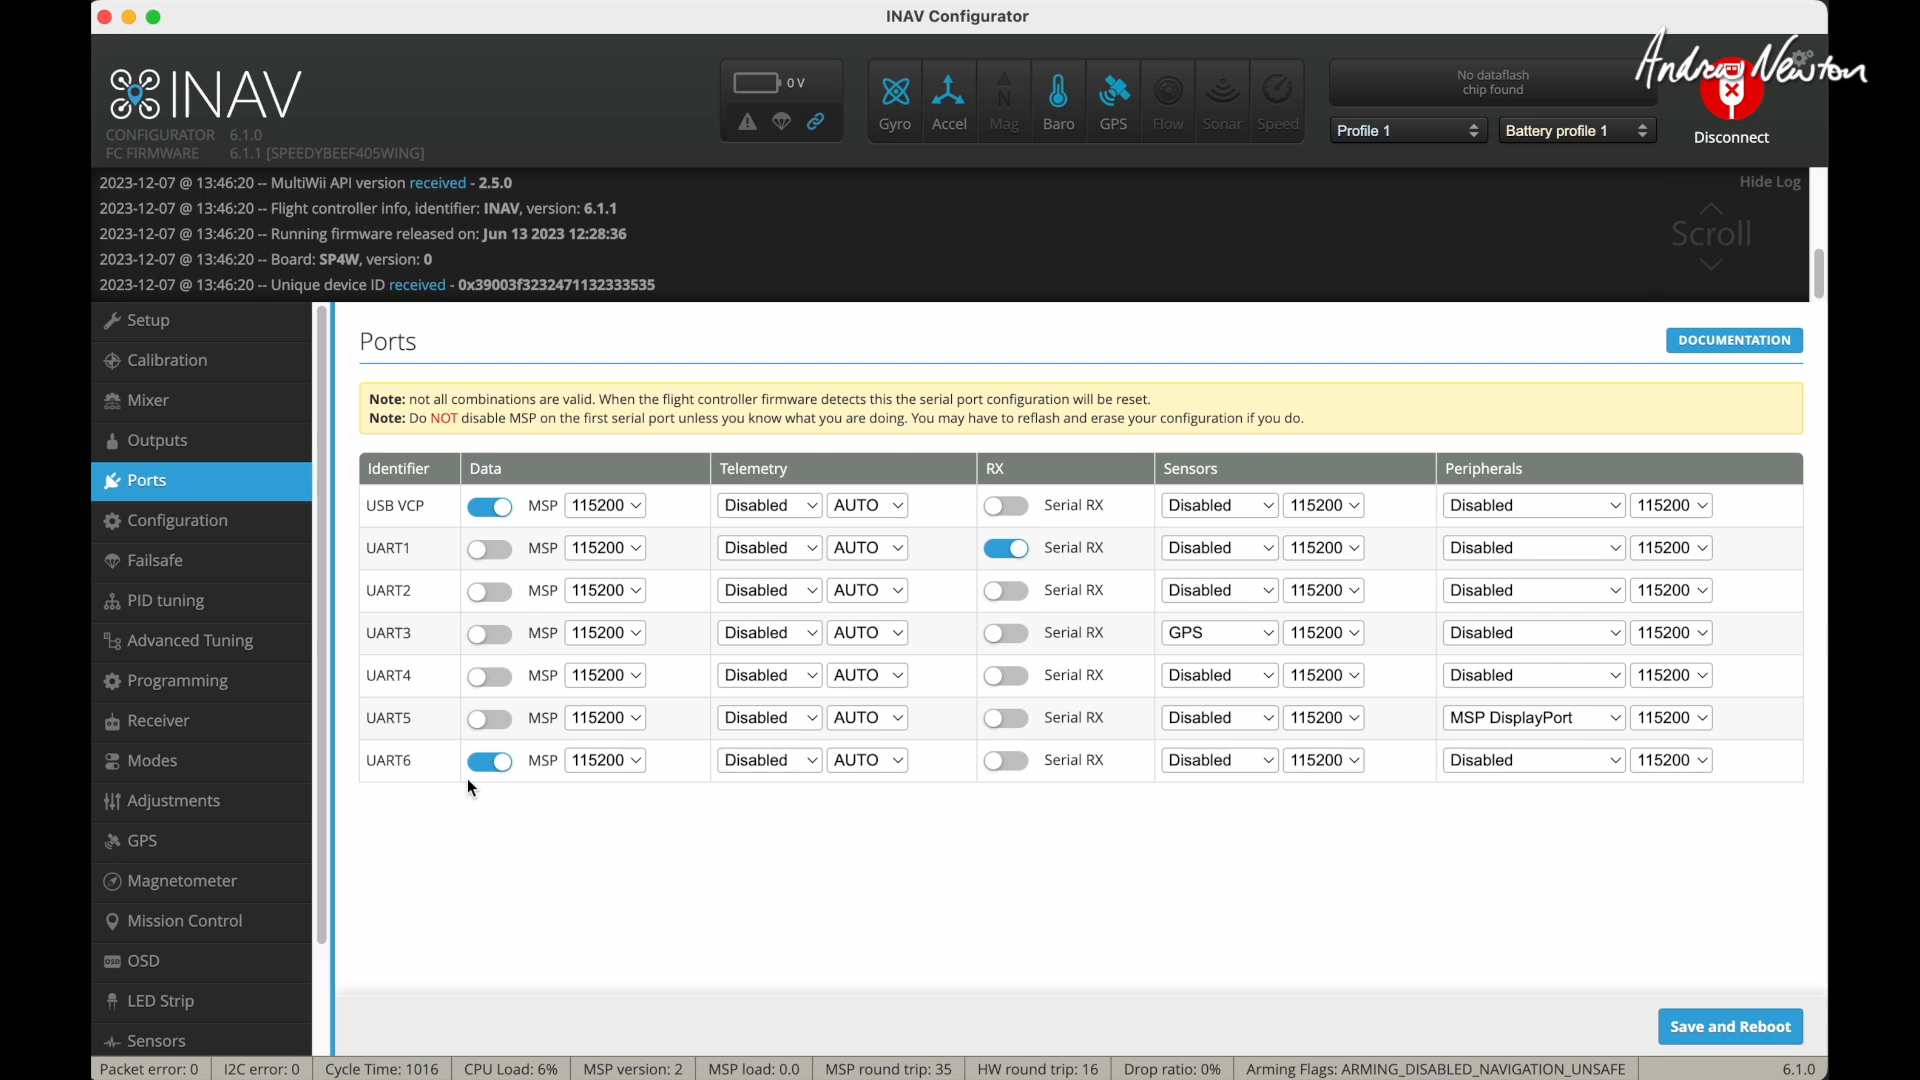 INAV Configurator
Andrew Newton
INAV
CONFIGURATOR 6.1.0
FC FIRMWARE 6.1.1 [SPEEDYBEEF405WING]
0 V
Gyro Accel Mag Baro GPS Flow Sonar Speed
No dataflash
chip found
Profile 1 Battery profile 1
Disconnect
2023-12-07 @ 13:46:20 -- MultiWii API version received - 2.5.0
2023-12-07 @ 13:46:20 -- Flight controller info, identifier: INAV, version: 6.1.1
2023-12-07 @ 13:46:20 -- Running firmware released on: Jun 13 2023 12:28:36
2023-12-07 @ 13:46:20 -- Board: SP4W, version: 0
2023-12-07 @ 13:46:20 -- Unique device ID received - 0x39003f3232471132333535
Hide Log
Scroll
Setup
Calibration
Mixer
Outputs
Ports
Configuration
Failsafe
PID tuning
Advanced Tuning
Programming
Receiver
Modes
Adjustments
GPS
Magnetometer
Mission Control
OSD
LED Strip
Sensors
Ports
DOCUMENTATION
Note: not all combinations are valid. When the flight controller firmware detects this the serial port configuration will be reset.
Note: Do NOT disable MSP on the first serial port unless you know what you are doing. You may have to reflash and erase your configuration if you do.
Identifier Data Telemetry RX Sensors Peripherals
USB VCP MSP 115200 Disabled AUTO Serial RX Disabled 115200 Disabled 115200
UART1 MSP 115200 Disabled AUTO Serial RX Disabled 115200 Disabled 115200
UART2 MSP 115200 Disabled AUTO Serial RX Disabled 115200 Disabled 115200
UART3 MSP 115200 Disabled AUTO Serial RX GPS 115200 Disabled 115200
UART4 MSP 115200 Disabled AUTO Serial RX Disabled 115200 Disabled 115200
UART5 MSP 115200 Disabled AUTO Serial RX Disabled 115200 MSP DisplayPort 115200
UART6 MSP 115200 Disabled AUTO Serial RX Disabled 115200 Disabled 115200
Save and Reboot
Packet error: 0 I2C error: 0 Cycle Time: 1016 CPU Load: 6% MSP version: 2 MSP load: 0.0 MSP round trip: 35 HW round trip: 16 Drop ratio: 0% Arming Flags: ARMING_DISABLED_NAVIGATION_UNSAFE 6.1.0